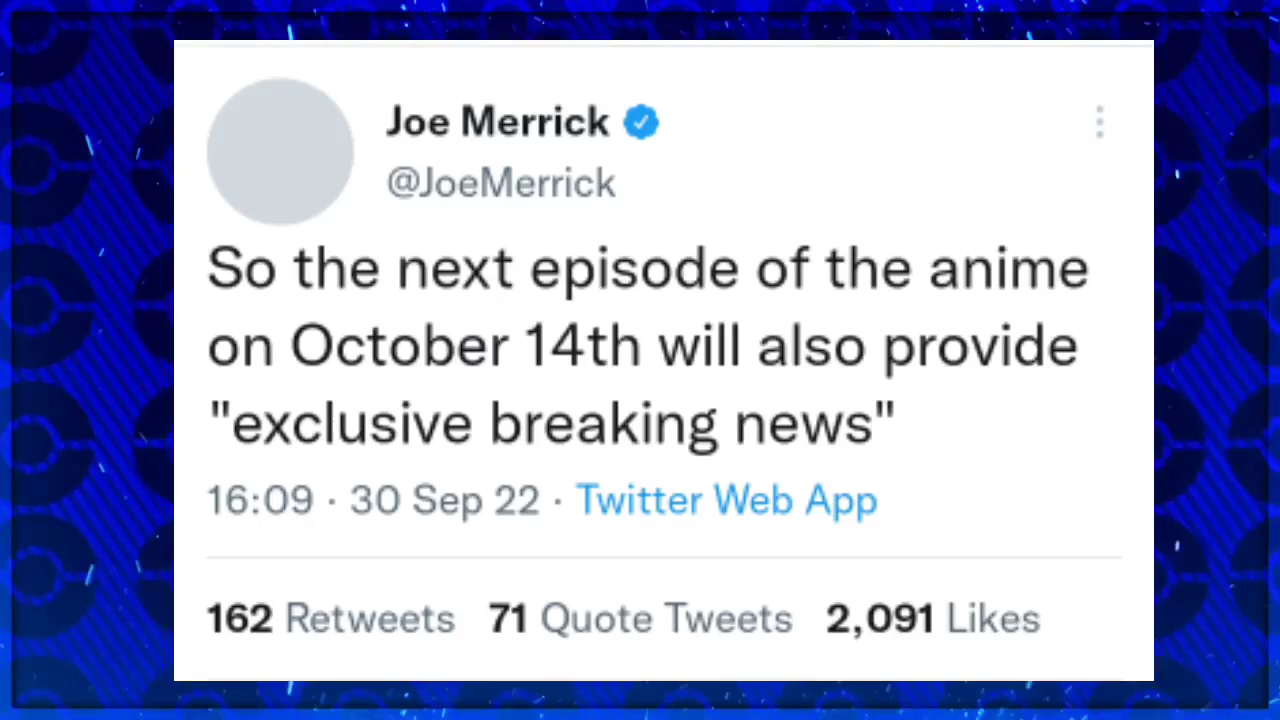 Joe Merrick
@JoeMerrick
So the next episode of the anime
on October 14th will also provide
"exclusive breaking news"
16:09 · 30 Sep 22 · Twitter Web App
162 Retweets 71 Quote Tweets 2,091 Likes